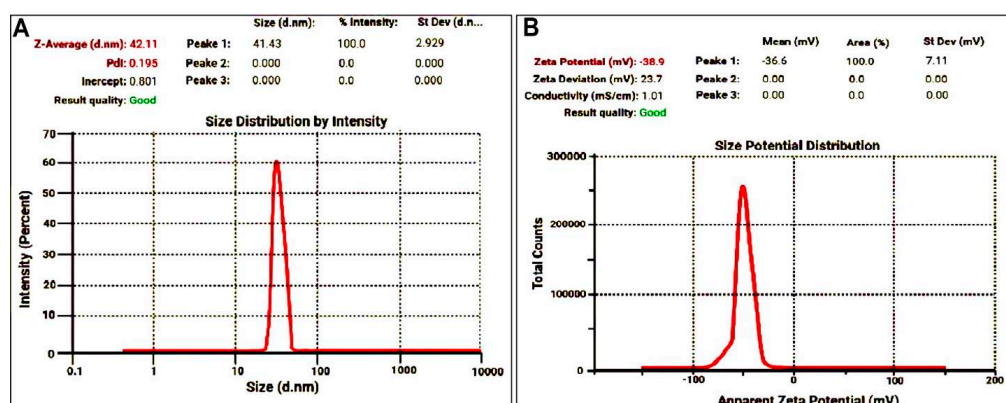 A
Size (d.nm): % Intensity: St Dev (d.n...
Z-Average (d.nm): 42.11 Peake 1: 41.43 100.0 2.929
PdI: 0.195 Peake 2: 0.000 0.0 0.000
Inercept: 0.801 Peake 3: 0.000 0.0 0.000
Result quality: Good
Size Distribution by Intensity
Intensity (Percent)
70
60
50
40
30
20
10
0
0.1 1 10 100 1000 10000
Size (d.nm)
B
Mean (mV) Area (%) St Dev (mV)
Zeta Potential (mV): -38.9 Peake 1: -36.6 100.0 7.11
Zeta Deviation (mV): 23.7 Peake 2: 0.00 0.0 0.00
Conductivity (mS/cm): 1.01 Peake 3: 0.00 0.0 0.00
Result quality: Good
Size Potential Distribution
Total Counts
300000
200000
100000
0
-100 0 100 200
Apparent Zeta Potential (mV)